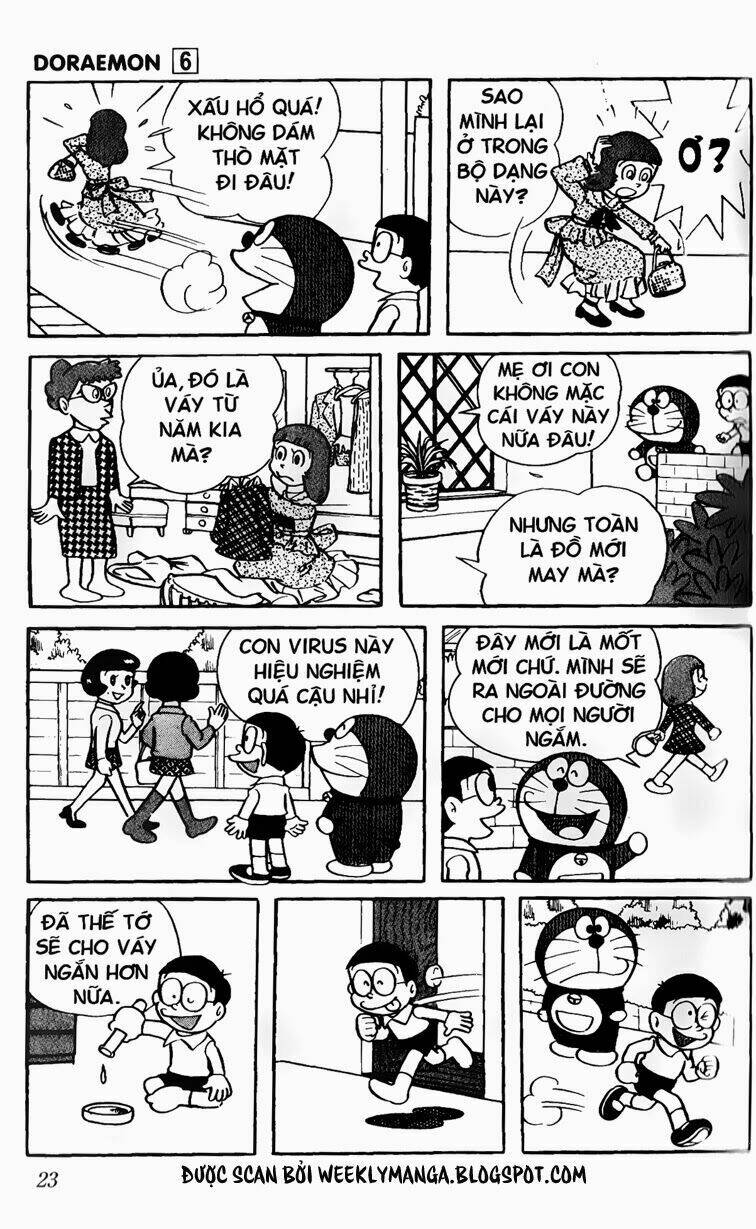 DORAEMON 6
Ơ?
SAO
MÌNH LẠI
Ở TRONG
BỘ DẠNG
NÀY?
XẤU HỔ QUÁ!
KHÔNG DÁM
THÒ MẶT
ĐI ĐÂU!
MẸ ƠI CON
KHÔNG MẶC
CÁI VÁY NÀY
NỮA ĐÂU!
NHƯNG TOÀN
LÀ ĐỒ MỚI
MAY MÀ?
ỦA, ĐÓ LÀ
VÁY TỪ
NĂM KIA
MÀ?
ĐÂY MỚI LÀ MỐT
MỚI CHỨ. MÌNH SẼ
RA NGOÀI ĐƯỜNG
CHO MỌI NGƯỜI
NGẮM.
CON VIRUS NÀY
HIỆU NGHIỆM
QUÁ CẬU NHỈ!
ĐÃ THẾ TỚ
SẼ CHO VÁY
NGẮN HƠN
NỮA.
23
ĐƯỢC SCAN BỞI WEEKLYMANGA.BLOGSPOT.COM